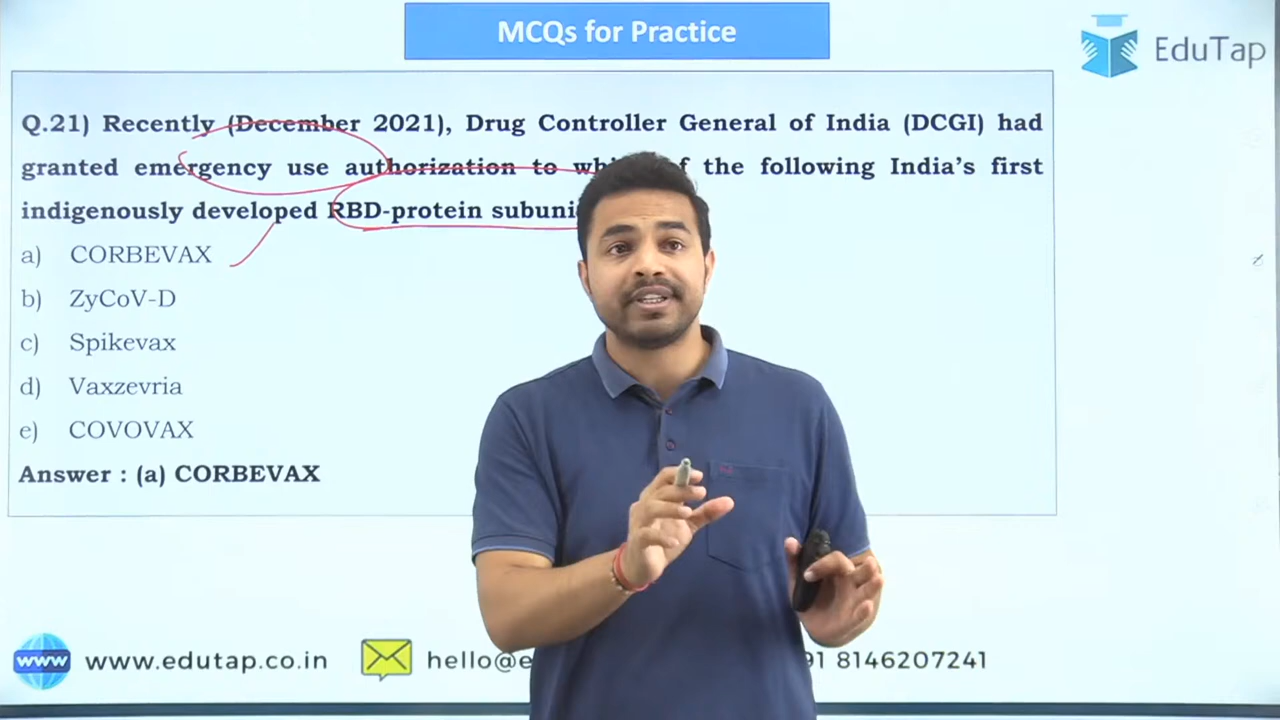 MCQs for Practice
EduTap
Q.21) Recently (December 2021), Drug Controller General of India (DCGI) had
granted emergency use authorization to of the following India's first
indigenously developed RBD-protein
a) CORBEVAX
b) ZyCoV-D
c) Spikevax
d) Vaxzevria
e) COVOVAX
Answer : (a) CORBEVAX
www www.edutap.co.in 8146207241